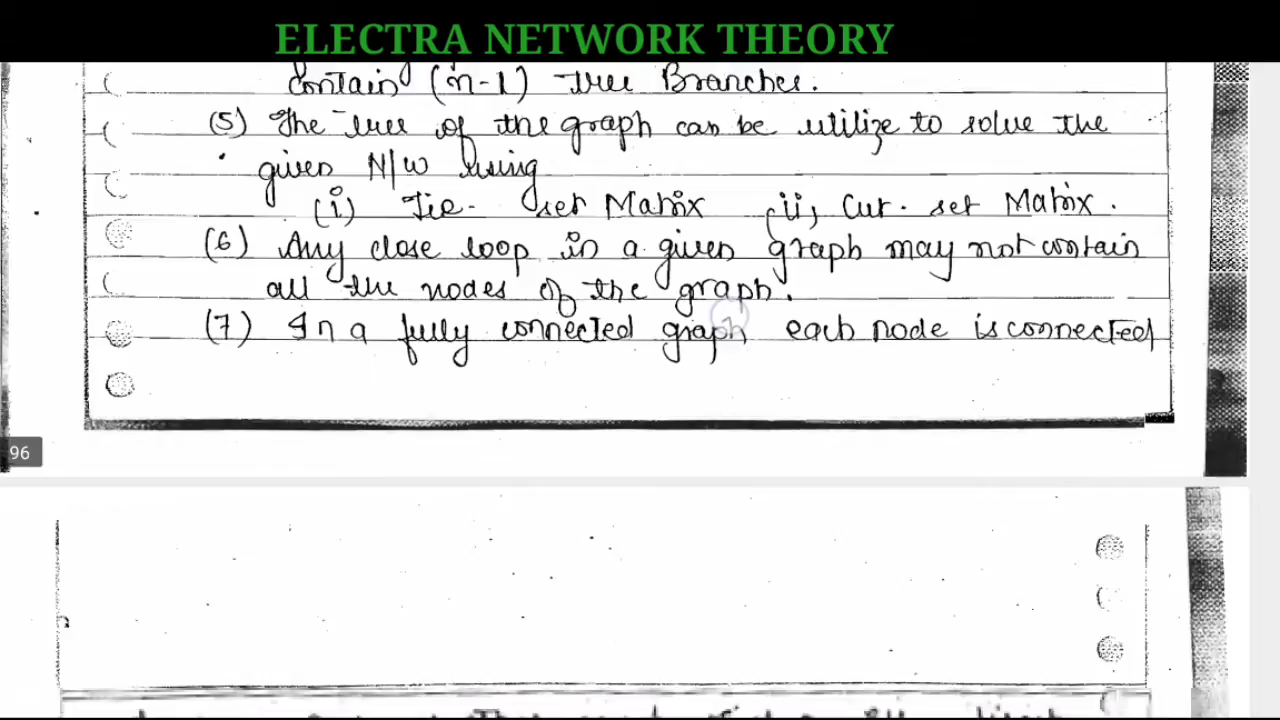 ELECTRA NETWORK THEORY
contain (n-1) tree Branches.
(5) The tree of the graph can be utilize to solve the
given N/w using
(i) Tie- set Matrix (ii) Cut- set Matrix.
(6) Any close loop in a given graph may not contain
all the nodes of the graph.
(7) In a fully connected graph each node is connected
96